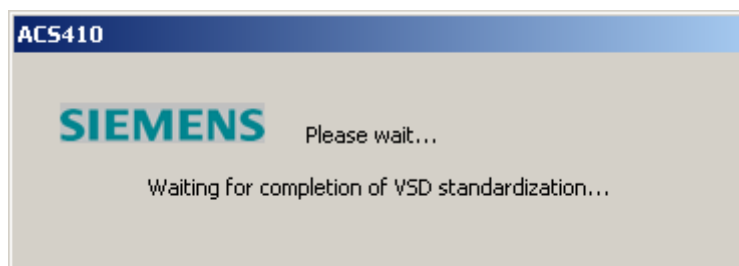 ACS410
SIEMENS Please wait...
Waiting for completion of VSD standardization...